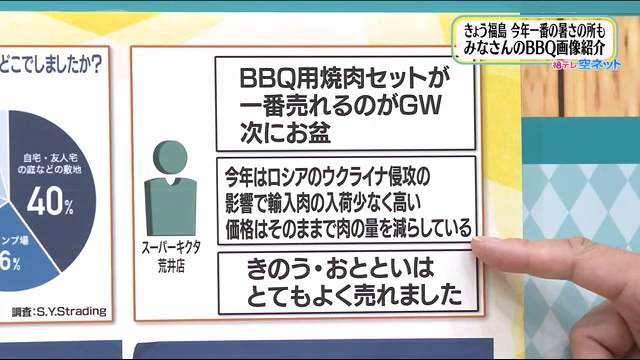 きょう福島 今年一番の暑さの所も
みなさんのBBQ画像紹介
空ネット
どこでしましたか?
自宅・友人宅
の庭などの敷地
40%
ンプ場
6%
調査:S.Y.Strading
BBQ用焼肉セットが
一番売れるのがGW
次にお盆
スーパーキクタ
荒井店
今年はロシアのウクライナ侵攻の
影響で輸入肉の入荷少なく高い
価格はそのままで肉の量を減らしている
きのう・おとといは
とてもよく売れました